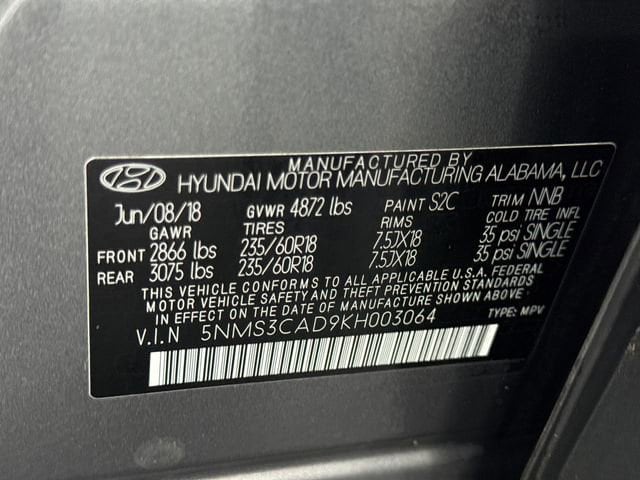 MANUFACTURED BY
HYUNDAI MOTOR MANUFACTURING ALABAMA, LLC
Jun/08/18 GVWR 4872 lbs PAINT S2C TRIM NNB
GAWR TIRES RIMS COLD TIRE INFL
FRONT 2866 lbs 235/60R18 7.5JX18 35 psi SINGLE
REAR 3075 lbs 235/60R18 7.5JX18 35 psi SINGLE
THIS VEHICLE CONFORMS TO ALL APPLICABLE U.S.A. FEDERAL
MOTOR VEHICLE SAFETY AND THEFT PREVENTION STANDARDS
IN EFFECT ON THE DATE OF MANUFACTURE SHOWN ABOVE
V.I.N 5NMS3CAD9KH003064 TYPE: MPV